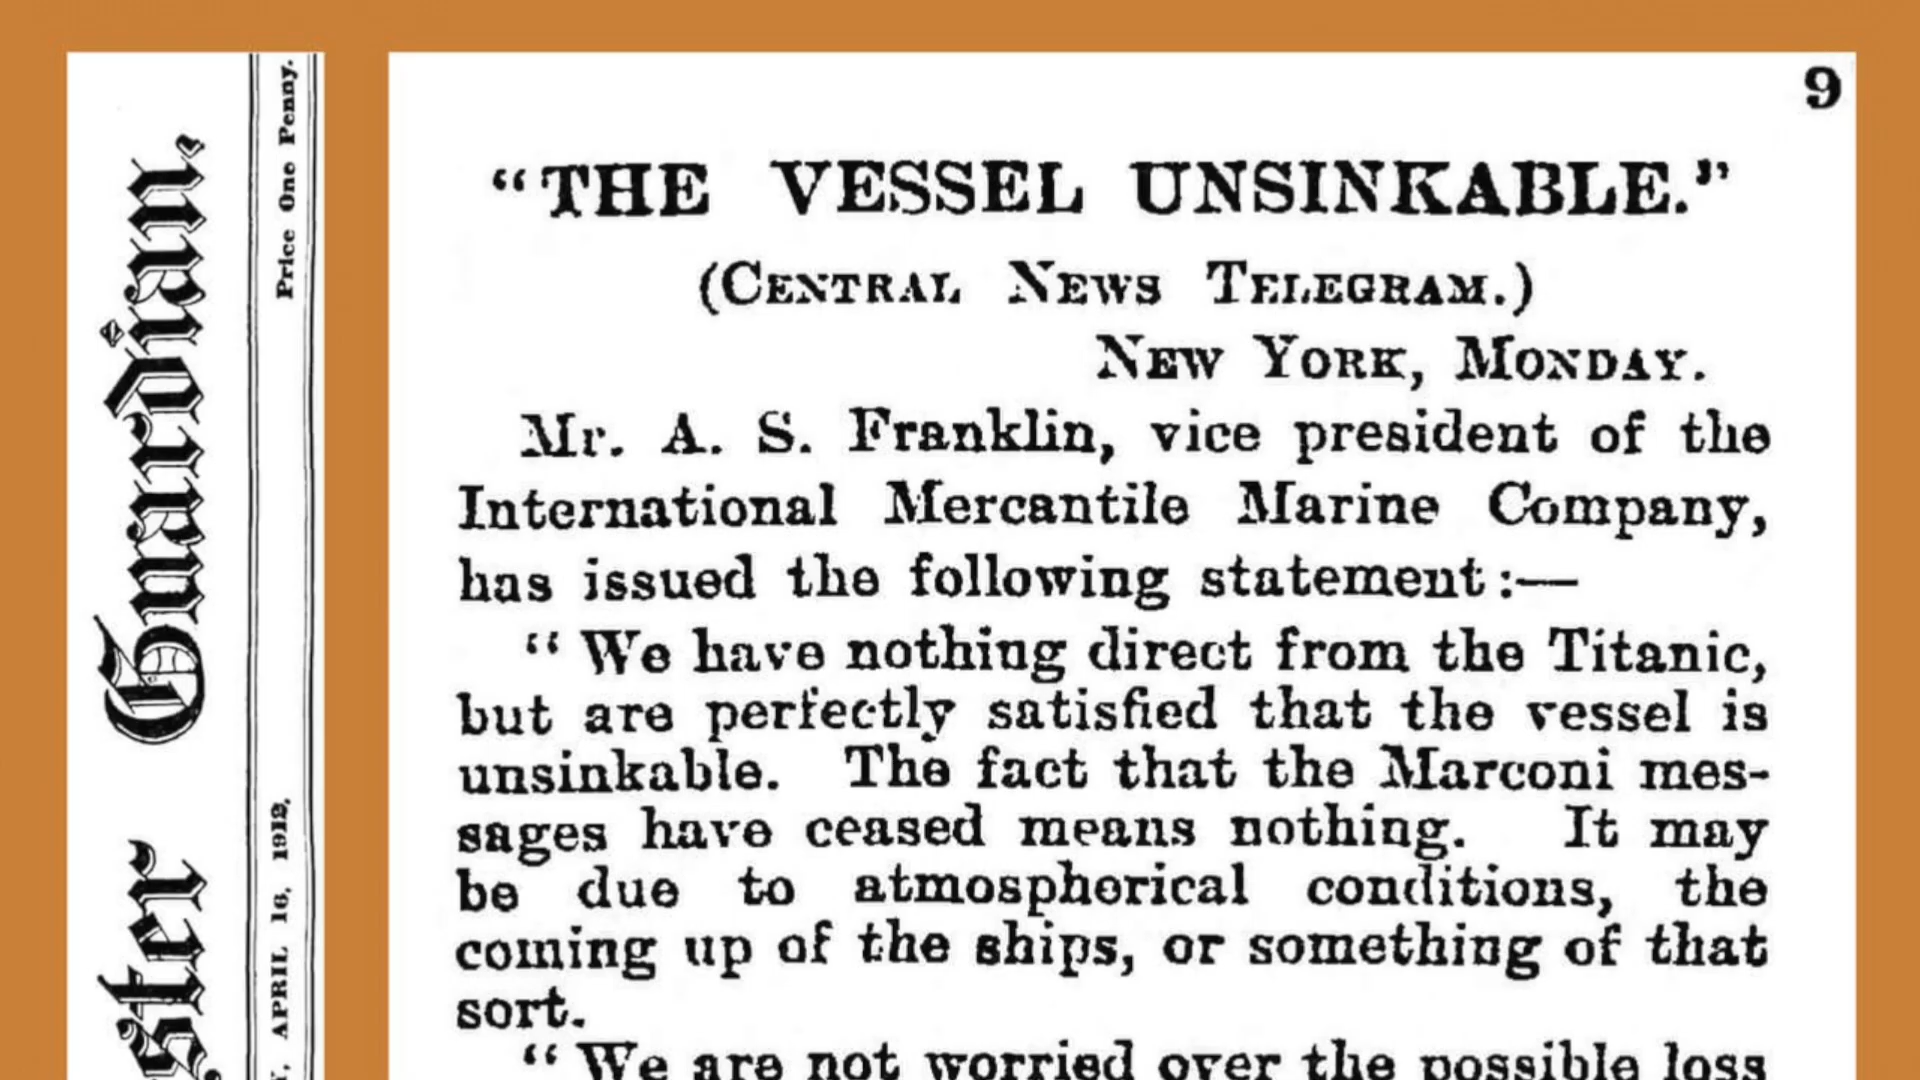 9
“THE VESSEL UNSINKABLE.”
(CENTRAL NEWS TELEGRAM.)
NEW YORK, MONDAY.
Mr. A. S. Franklin, vice president of the
International Mercantile Marine Company,
has issued the following statement:—
“We have nothing direct from the Titanic,
but are perfectly satisfied that the vessel is
unsinkable. The fact that the Marconi mes-
sages have ceased means nothing. It may
be due to atmospherical conditions, the
coming up of the ships, or something of that
sort.
“We are not worried over the possible loss
Guardian.
APRIL 16, 1912.
Price One Penny.